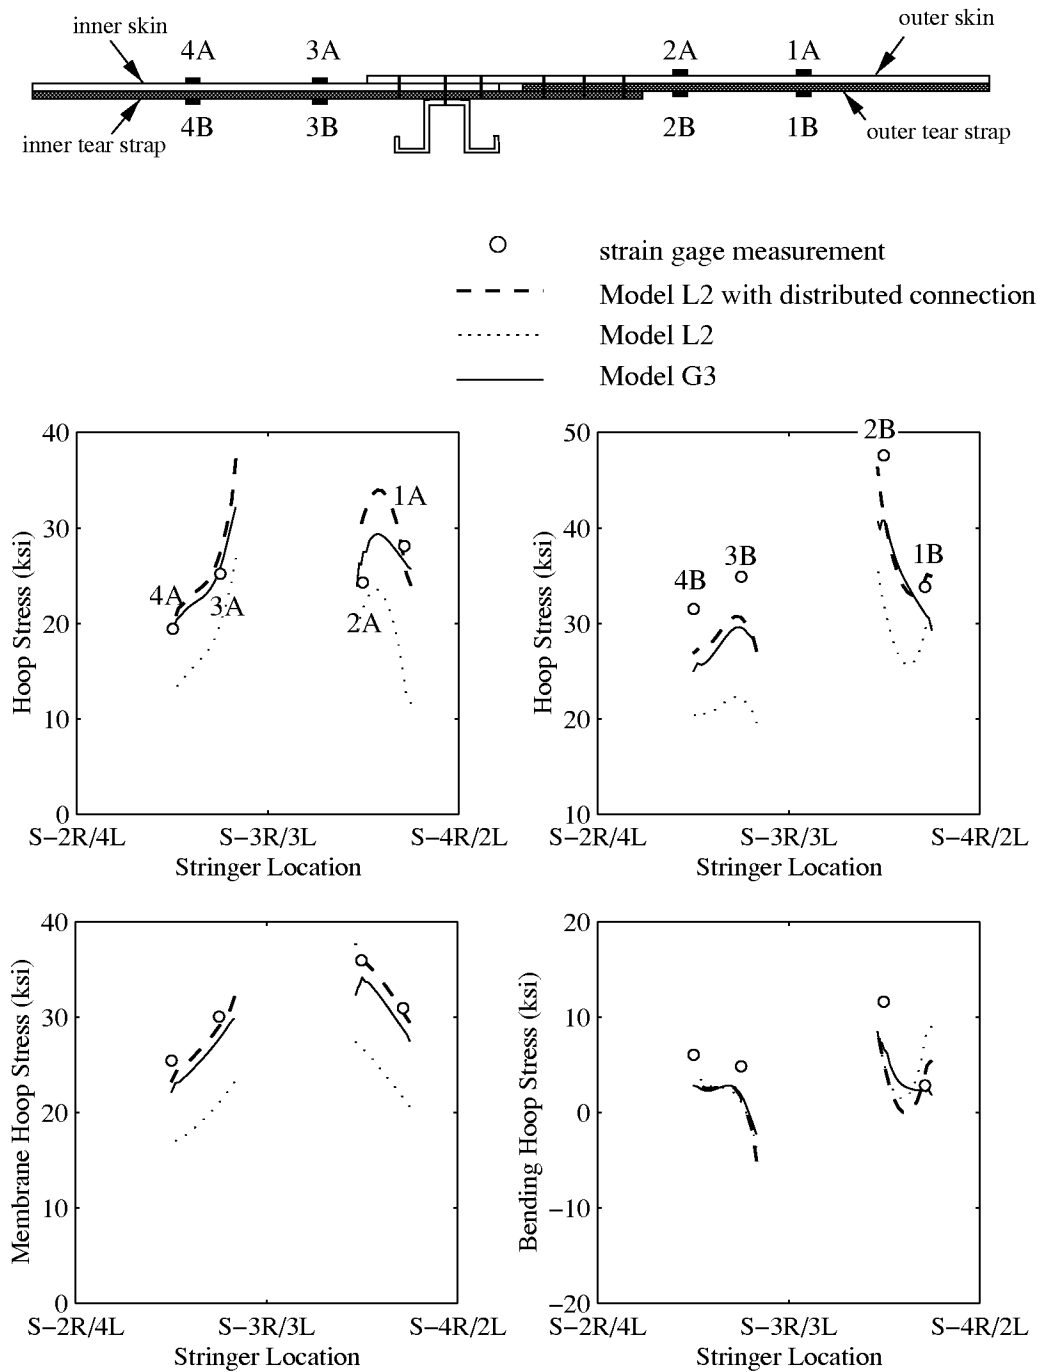 inner skin
outer skin
4A 3A 2A 1A
4B 3B 2B 1B
inner tear strap
outer tear strap
strain gage measurement
Model L2 with distributed connection
Model L2
Model G3
40
30
20
10
0
Hoop Stress (ksi)
4A
3A
2A
1A
S−2R/4L S−3R/3L S−4R/2L
Stringer Location
50
40
30
20
10
Hoop Stress (ksi)
4B
3B
2B
1B
S−2R/4L S−3R/3L S−4R/2L
Stringer Location
40
30
20
10
0
Membrane Hoop Stress (ksi)
S−2R/4L S−3R/3L S−4R/2L
Stringer Location
20
10
0
−10
−20
Bending Hoop Stress (ksi)
S−2R/4L S−3R/3L S−4R/2L
Stringer Location